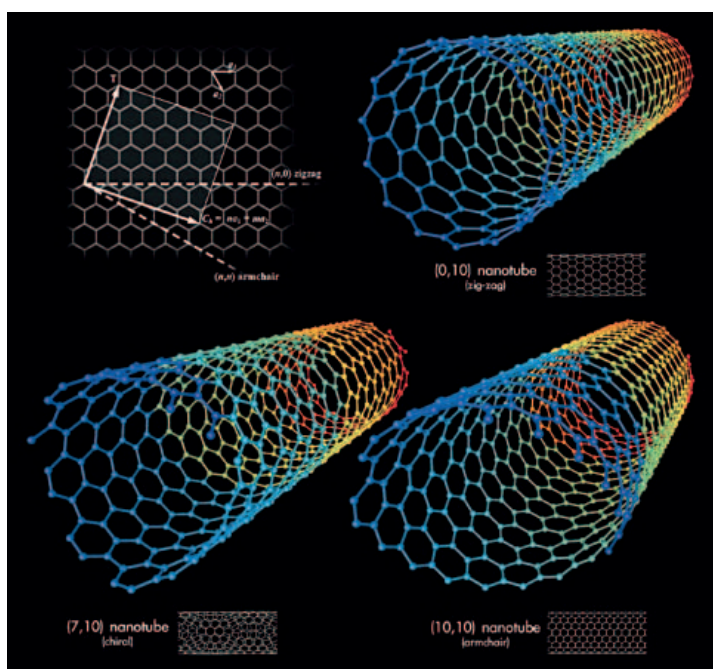 a₁
T
a₂
(n,0) zigzag
Cₕ = na₁ + ma₂
(n,n) armchair
(0,10) nanotube
(zig-zag)
(7,10) nanotube
(chiral)
(10,10) nanotube
(armchair)